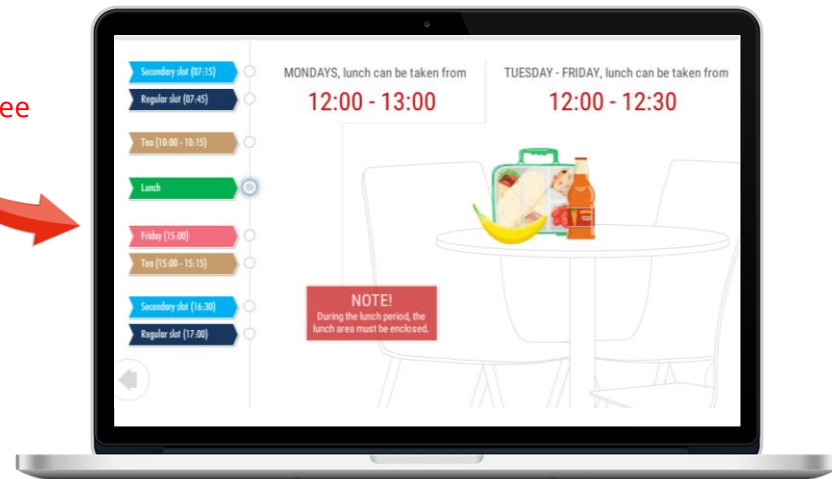 ee
Secondary slot (07:15)
Regular slot (07:45)
Tea (10:00 - 10:15)
Lunch
Friday (15:00)
Tea (15:00 - 15:15)
Secondary slot (16:30)
Regular slot (17:00)
MONDAYS, lunch can be taken from
12:00 - 13:00
TUESDAY - FRIDAY, lunch can be taken from
12:00 - 12:30
NOTE!
During the lunch period, the
lunch area must be enclosed.